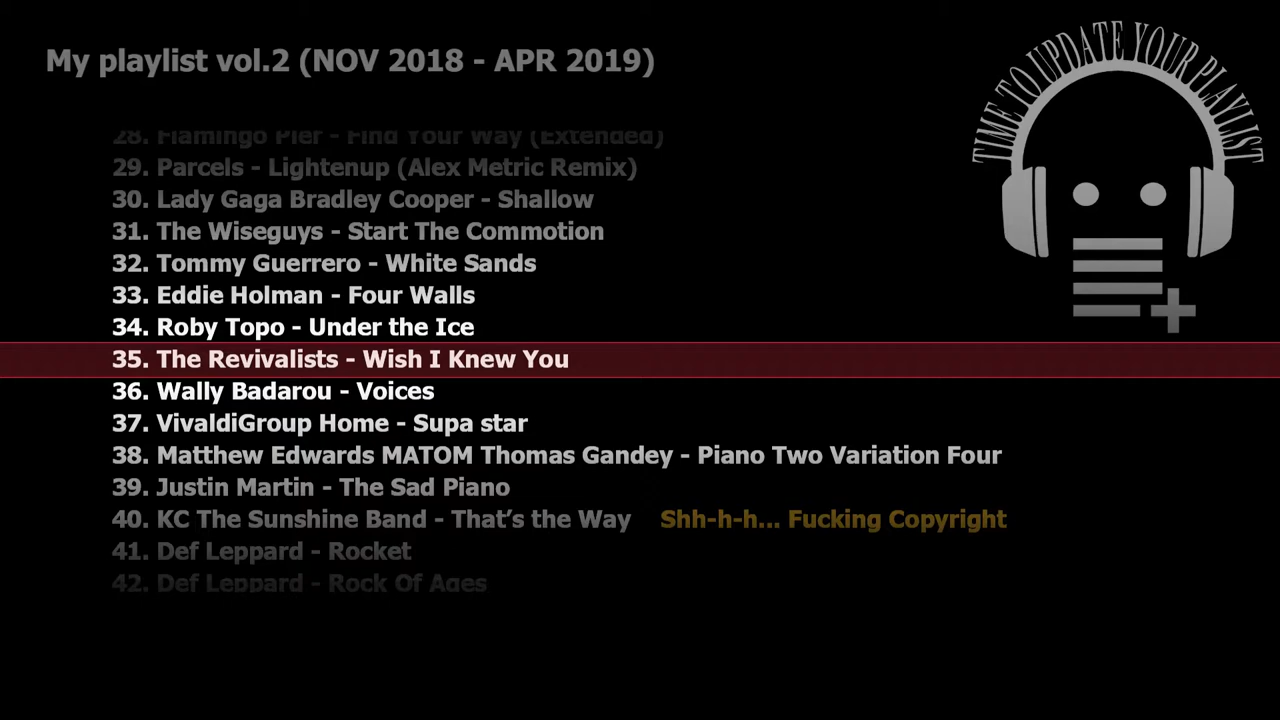 My playlist vol.2 (NOV 2018 - APR 2019)
TIME TO UPDATE YOUR PLAYLIST
28. Flamingo Pier - Find Your Way (Extended)
29. Parcels - Lightenup (Alex Metric Remix)
30. Lady Gaga Bradley Cooper - Shallow
31. The Wiseguys - Start The Commotion
32. Tommy Guerrero - White Sands
33. Eddie Holman - Four Walls
34. Roby Topo - Under the Ice
35. The Revivalists - Wish I Knew You
36. Wally Badarou - Voices
37. VivaldiGroup Home - Supa star
38. Matthew Edwards MATOM Thomas Gandey - Piano Two Variation Four
39. Justin Martin - The Sad Piano
40. KC The Sunshine Band - That’s the Way Shh-h-h... Fucking Copyright
41. Def Leppard - Rocket
42. Def Leppard - Rock Of Ages